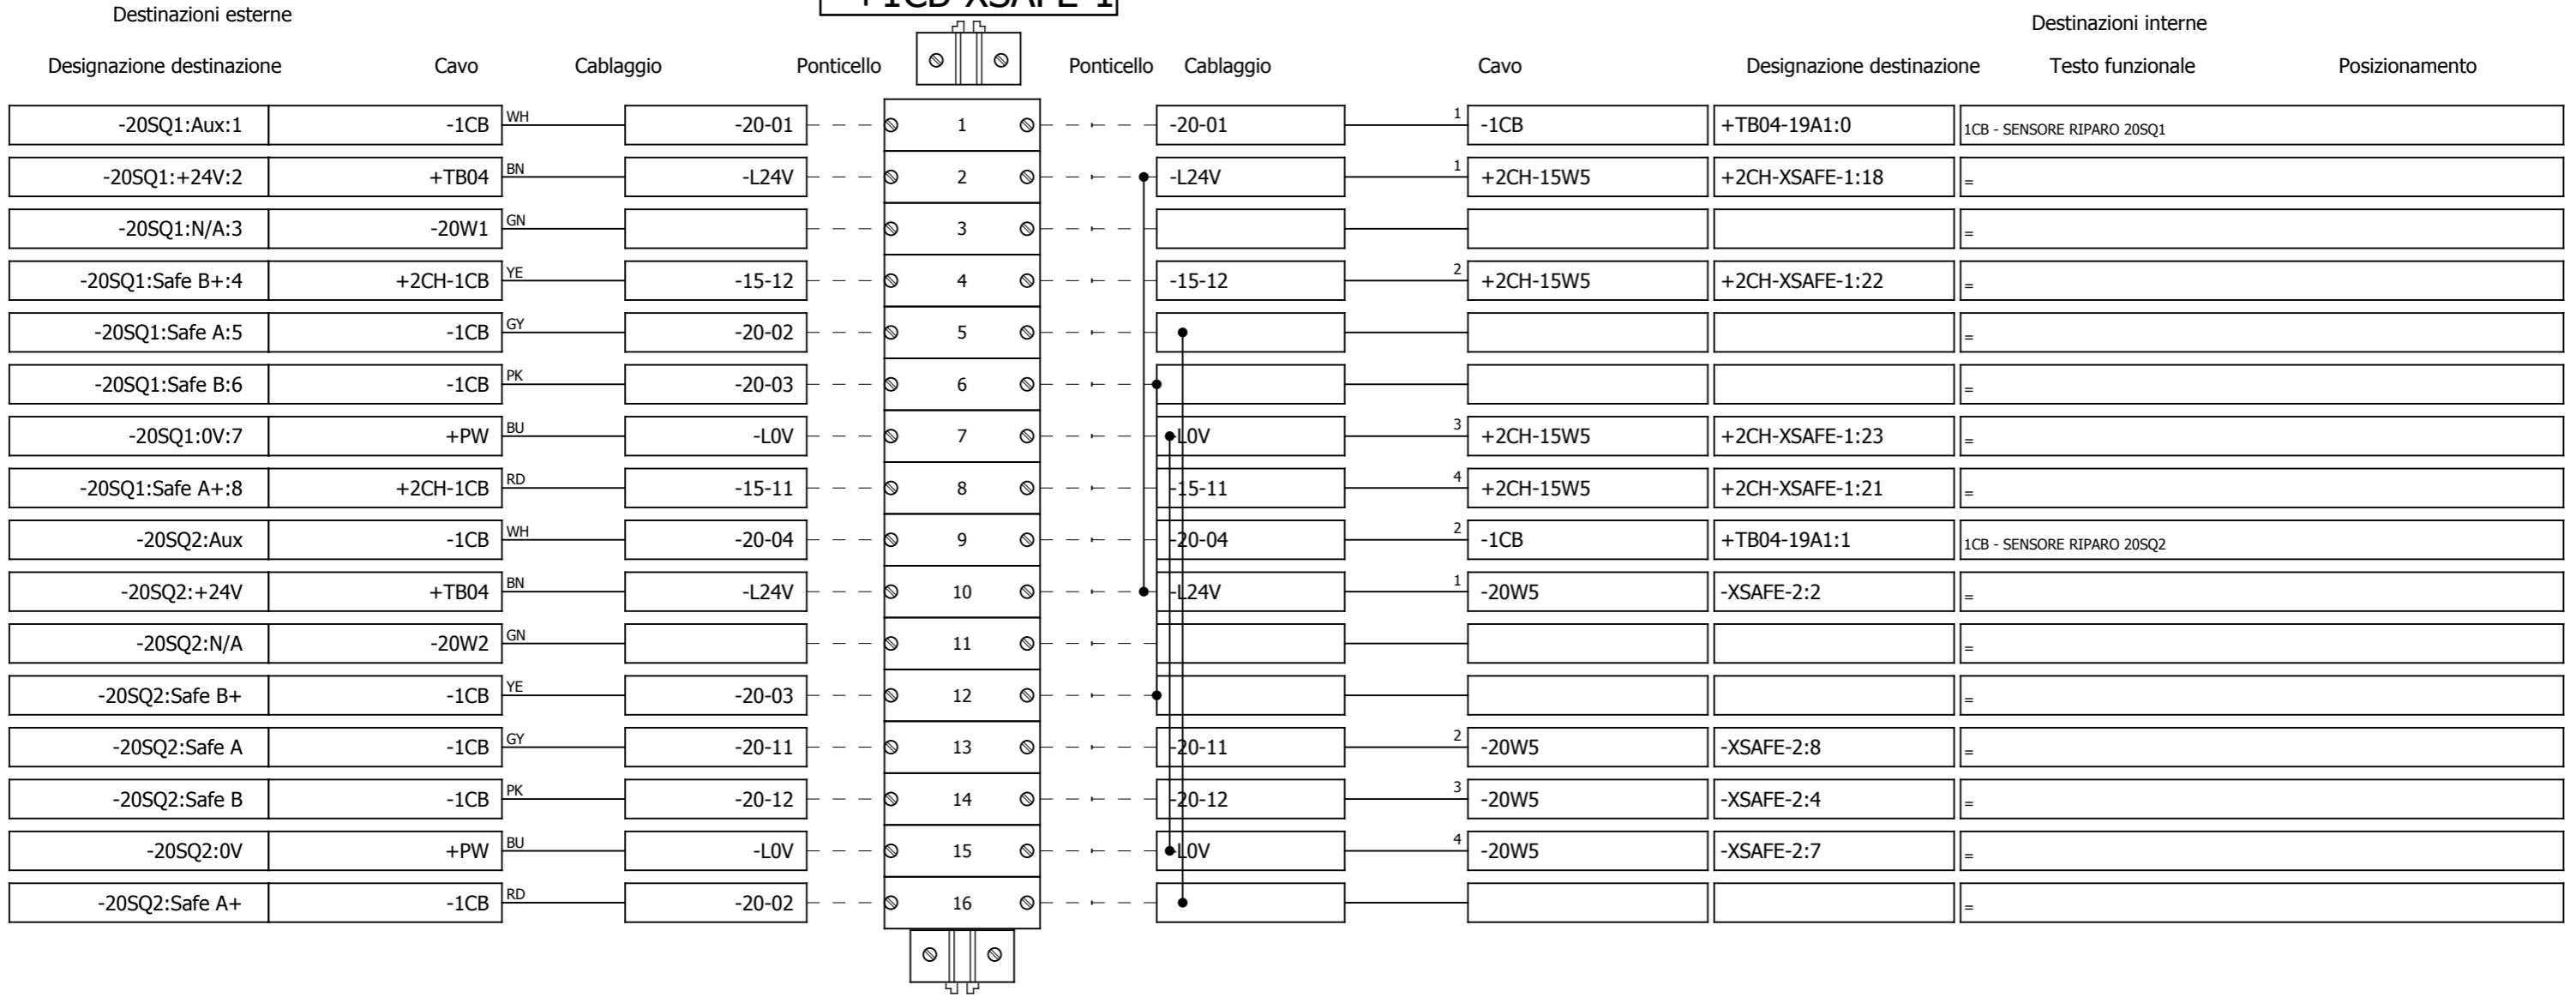 +1CB-XSAFE-1
Destinazioni esterne
Destinazioni interne
Designazione destinazione Cavo Cablaggio Ponticello Ponticello Cablaggio Cavo Designazione destinazione Testo funzionale Posizionamento
-20SQ1:Aux:1 -1CB WH -20-01 1 -20-01 1 -1CB +TB04-19A1:0 1CB - SENSORE RIPARO 20SQ1
-20SQ1:+24V:2 +TB04 BN -L24V 2 -L24V 1 +2CH-15W5 +2CH-XSAFE-1:18 =
-20SQ1:N/A:3 -20W1 GN 3 =
-20SQ1:Safe B+:4 +2CH-1CB YE -15-12 4 -15-12 2 +2CH-15W5 +2CH-XSAFE-1:22 =
-20SQ1:Safe A:5 -1CB GY -20-02 5 =
-20SQ1:Safe B:6 -1CB PK -20-03 6 =
-20SQ1:0V:7 +PW BU -L0V 7 -L0V 3 +2CH-15W5 +2CH-XSAFE-1:23 =
-20SQ1:Safe A+:8 +2CH-1CB RD -15-11 8 -15-11 4 +2CH-15W5 +2CH-XSAFE-1:21 =
-20SQ2:Aux -1CB WH -20-04 9 -20-04 2 -1CB +TB04-19A1:1 1CB - SENSORE RIPARO 20SQ2
-20SQ2:+24V +TB04 BN -L24V 10 -L24V 1 -20W5 -XSAFE-2:2 =
-20SQ2:N/A -20W2 GN 11 =
-20SQ2:Safe B+ -1CB YE -20-03 12 =
-20SQ2:Safe A -1CB GY -20-11 13 -20-11 2 -20W5 -XSAFE-2:8 =
-20SQ2:Safe B -1CB PK -20-12 14 -20-12 3 -20W5 -XSAFE-2:4 =
-20SQ2:0V +PW BU -L0V 15 -L0V 4 -20W5 -XSAFE-2:7 =
-20SQ2:Safe A+ -1CB RD -20-02 16 =